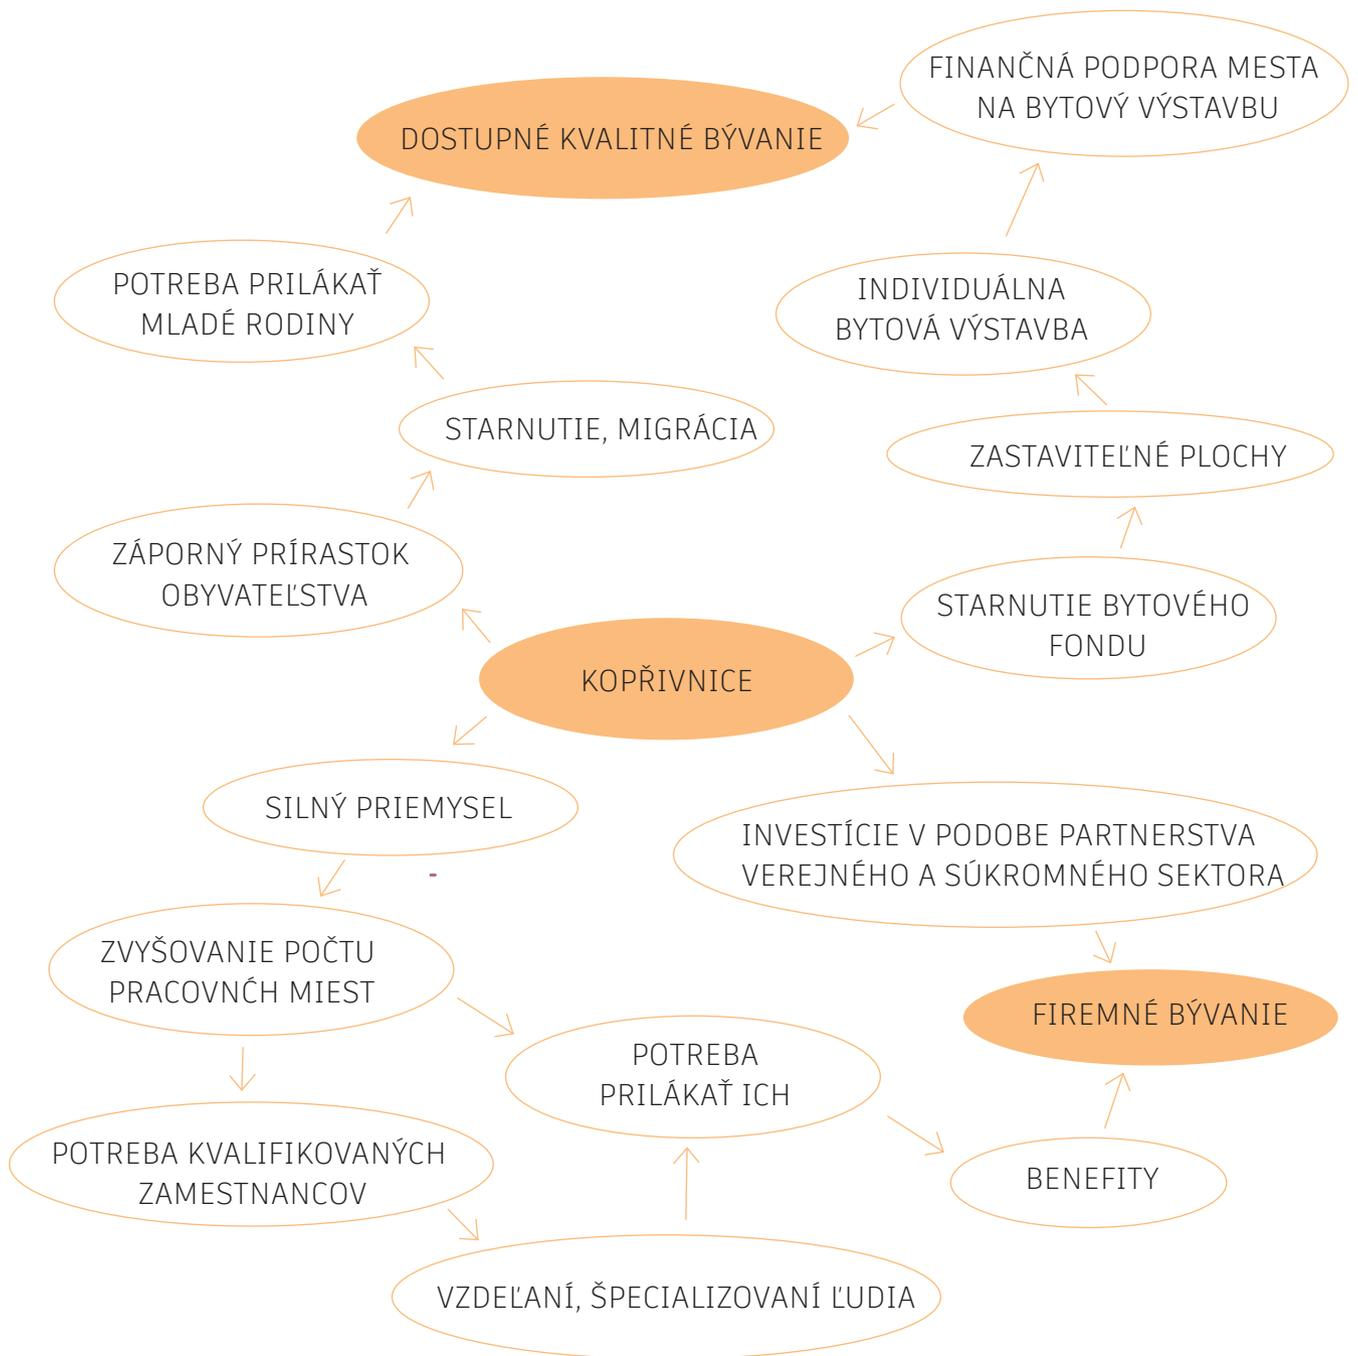 FINANČNÁ PODPORA MESTA
NA BYTOVÝ VÝSTAVBU
DOSTUPNÉ KVALITNÉ BÝVANIE
POTREBA PRILÁKAŤ
MLADÉ RODINY
INDIVIDUÁLNA
BYTOVÁ VÝSTAVBA
STARNUTIE, MIGRÁCIA
ZASTAVITEĽNÉ PLOCHY
ZÁPORNÝ PRÍRASTOK
OBYVATEĽSTVA
STARNUTIE BYTOVÉHO
FONDU
KOPŘIVNICE
SILNÝ PRIEMYSEL
INVESTÍCIE V PODOBE PARTNERSTVA
VEREJNÉHO A SÚKROMNÉHO SEKTORA
ZVYŠOVANIE POČTU
PRACOVNĆH MIEST
FIREMNÉ BÝVANIE
POTREBA
PRILÁKAŤ ICH
POTREBA KVALIFIKOVANÝCH
ZAMESTNANCOV
BENEFITY
VZDEĽANÍ, ŠPECIALIZOVANÍ ĽUDIA